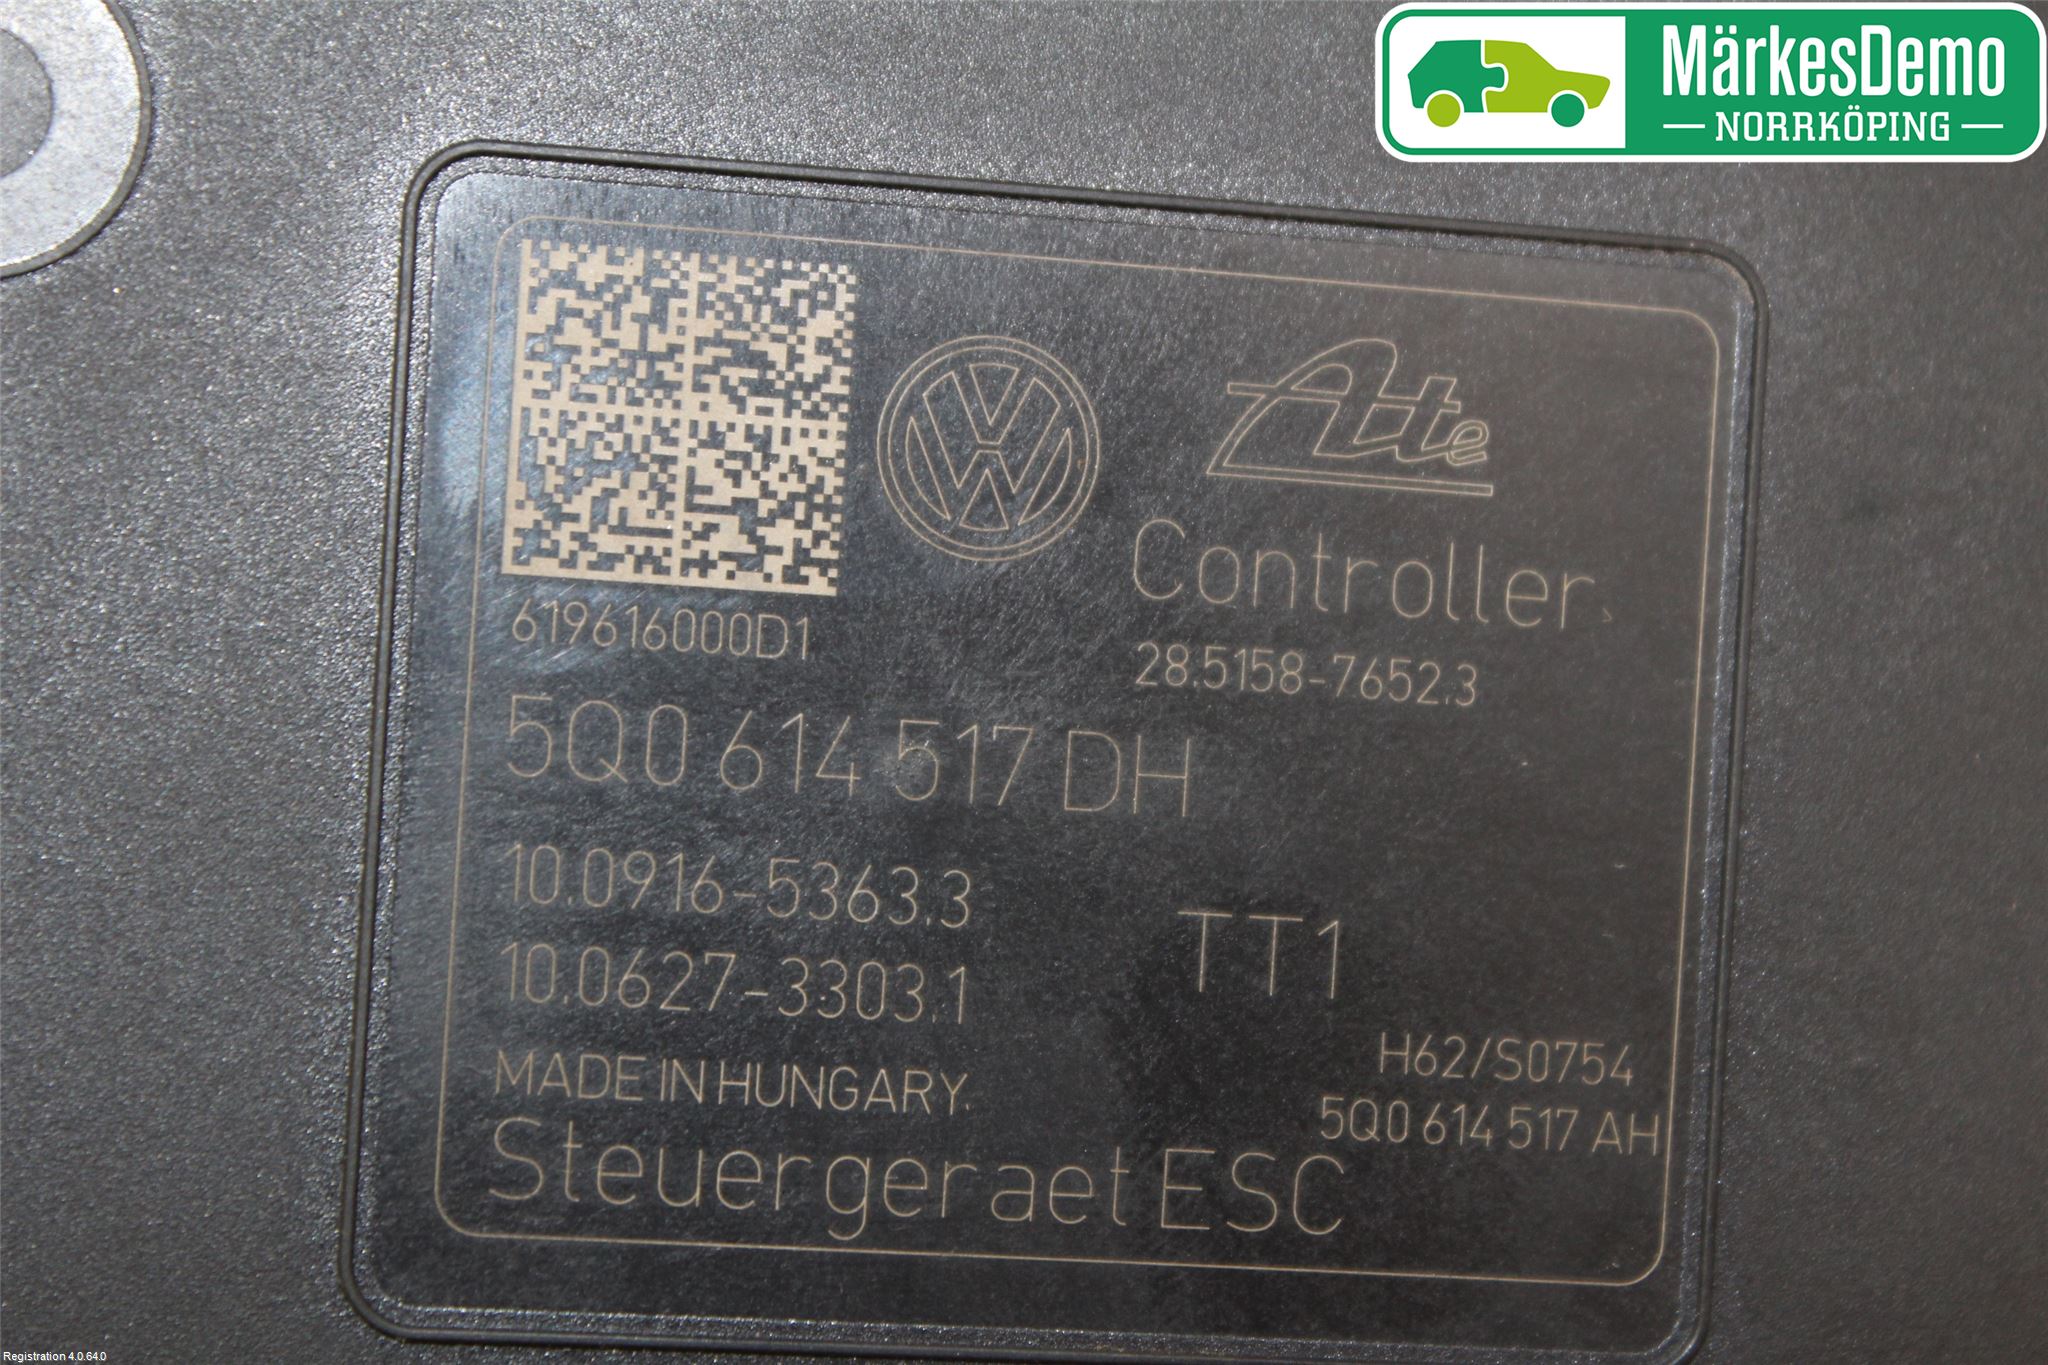 MärkesDemo
NORRKÖPING
Ate
Controller
619616000D1
28.5158-7652.3
5Q0 614 517 DH
10.0916-5363.3
10.0627-3303.1
TT1
MADE IN HUNGARY.
H62/S0754
5Q0 614 517 AH
Steuergeraet ESC
Registration 4.0.64.0